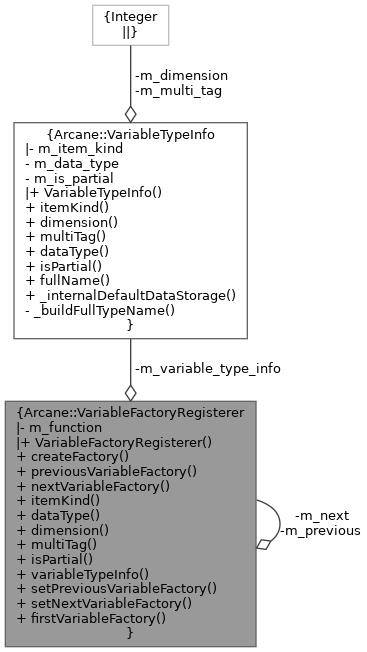 {Integer
||}
-m_dimension
-m_multi_tag
{Arcane::VariableTypeInfo
|- m_item_kind
- m_data_type
- m_is_partial
|+ VariableTypeInfo()
+ itemKind()
+ dimension()
+ multiTag()
+ dataType()
+ isPartial()
+ fullName()
+ _internalDefaultDataStorage()
- _buildFullTypeName()
}
-m_variable_type_info
{Arcane::VariableFactoryRegisterer
|- m_function
|+ VariableFactoryRegisterer()
+ createFactory()
+ previousVariableFactory()
+ nextVariableFactory()
+ itemKind()
+ dataType()
+ dimension()
+ multiTag()
+ isPartial()
+ variableTypeInfo()
+ setPreviousVariableFactory()
+ setNextVariableFactory()
+ firstVariableFactory()
}
-m_next
-m_previous